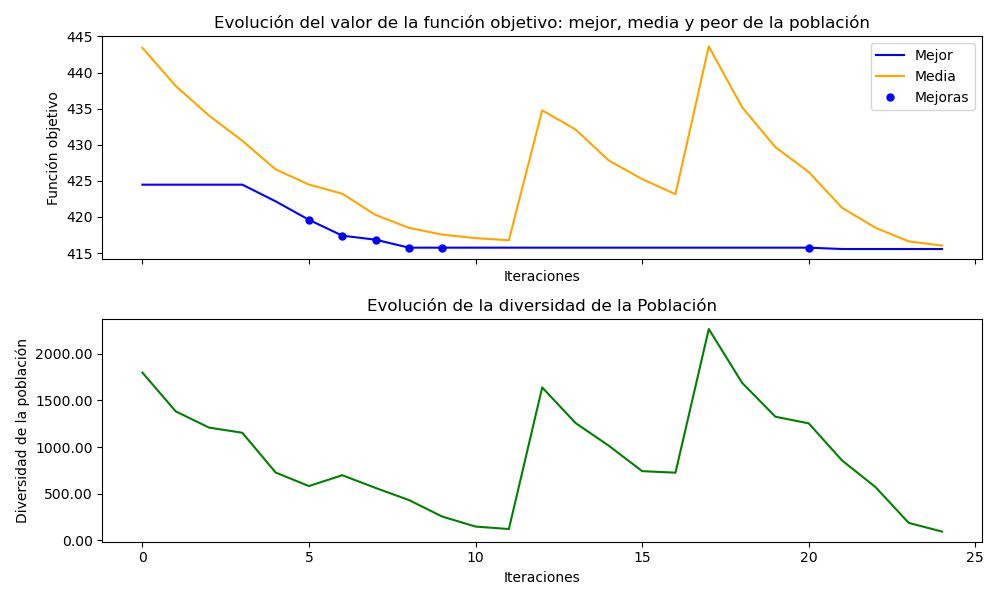 Evolución del valor de la función objetivo: mejor, media y peor de la población
445
440
435
430
425
420
415
Función objetivo
Mejor
Media
Mejoras
Iteraciones
Evolución de la diversidad de la Población
2000.00
1500.00
1000.00
500.00
0.00
Diversidad de la población
0 5 10 15 20 25
Iteraciones